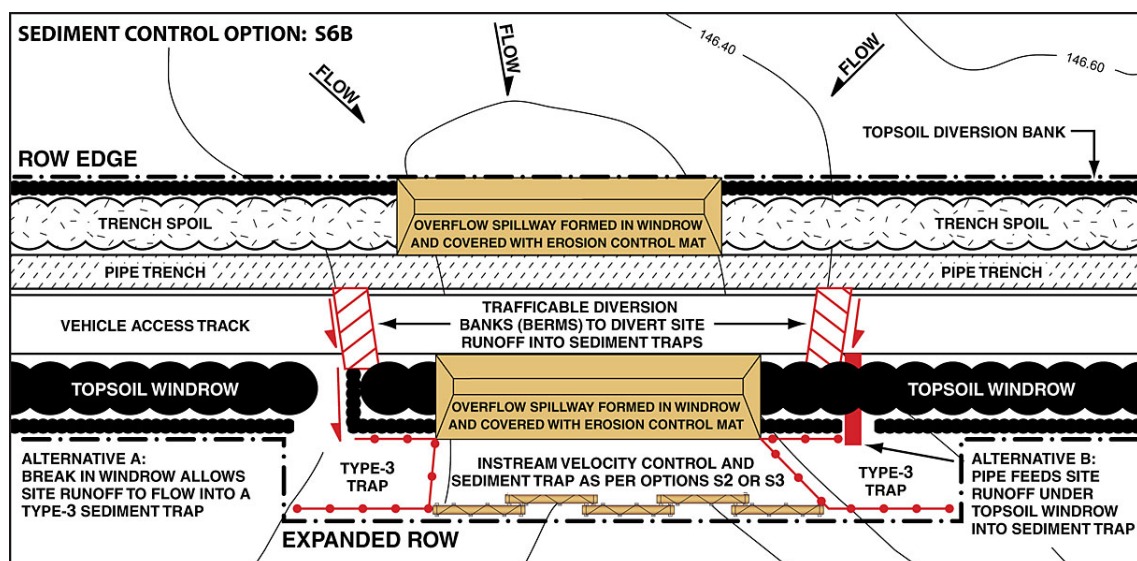 SEDIMENT CONTROL OPTION: S6B
FLOW
FLOW
FLOW
146.40
146.60
TOPSOIL DIVERSION BANK
ROW EDGE
TRENCH SPOIL
OVERFLOW SPILLWAY FORMED IN WINDROW
AND COVERED WITH EROSION CONTROL MAT
TRENCH SPOIL
PIPE TRENCH
PIPE TRENCH
VEHICLE ACCESS TRACK
TRAFFICABLE DIVERSION
BANKS (BERMS) TO DIVERT SITE
RUNOFF INTO SEDIMENT TRAPS
TOPSOIL WINDROW
OVERFLOW SPILLWAY FORMED IN WINDROW
AND COVERED WITH EROSION CONTROL MAT
TOPSOIL WINDROW
ALTERNATIVE A:
BREAK IN WINDROW ALLOWS
SITE RUNOFF TO FLOW INTO A
TYPE-3 SEDIMENT TRAP
TYPE-3
TRAP
INSTREAM VELOCITY CONTROL AND
SEDIMENT TRAP AS PER OPTIONS S2 OR S3
TYPE-3
TRAP
ALTERNATIVE B:
PIPE FEEDS SITE
RUNOFF UNDER
TOPSOIL WINDROW
INTO SEDIMENT TRAP
EXPANDED ROW